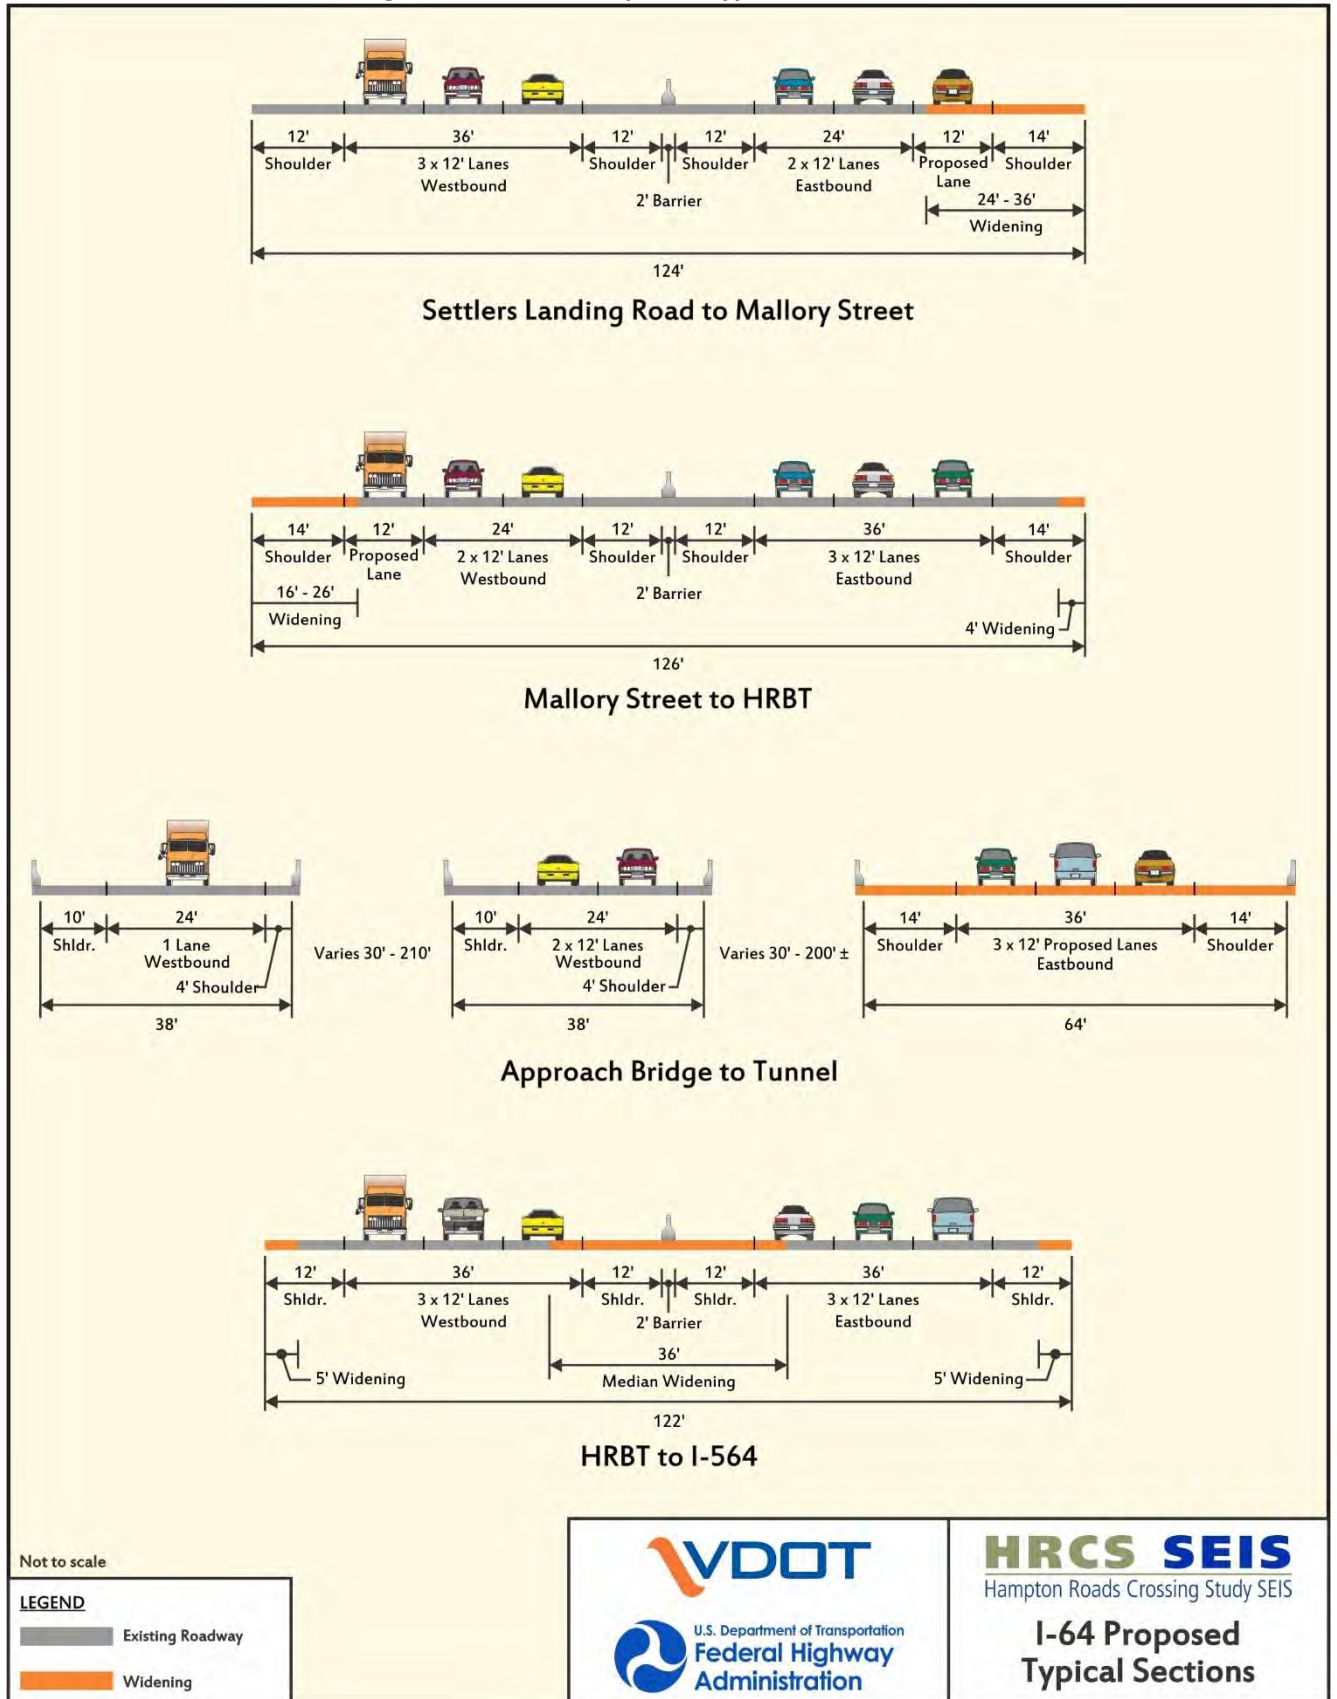 12' 36' 12' 12' 24' 12' 14'
Shoulder 3 x 12' Lanes Shoulder Shoulder 2 x 12' Lanes Proposed Shoulder
Westbound Eastbound Lane
2' Barrier 24' - 36'
Widening
124'
Settlers Landing Road to Mallory Street
14' 12' 24' 12' 12' 36' 14'
Shoulder Proposed 2 x 12' Lanes Shoulder Shoulder 3 x 12' Lanes Shoulder
Lane Westbound Eastbound
16' - 26' 2' Barrier
Widening 4' Widening
126'
Mallory Street to HRBT
10' 24' 10' 24' 14' 36' 14'
Shldr. 1 Lane Varies 30' - 210' Shldr. 2 x 12' Lanes Varies 30' - 200' ± Shoulder 3 x 12' Proposed Lanes Shoulder
Westbound Westbound Eastbound
4' Shoulder 4' Shoulder
38' 38' 64'
Approach Bridge to Tunnel
12' 36' 12' 12' 36' 12'
Shldr. 3 x 12' Lanes Shldr. Shldr. 3 x 12' Lanes Shldr.
Westbound 2' Barrier Eastbound
36'
5' Widening Median Widening 5' Widening
122'
HRBT to I-564
Not to scale
LEGEND
Existing Roadway
Widening
VDOT
U.S. Department of Transportation
Federal Highway
Administration
HRCS SEIS
Hampton Roads Crossing Study SEIS
I-64 Proposed
Typical Sections